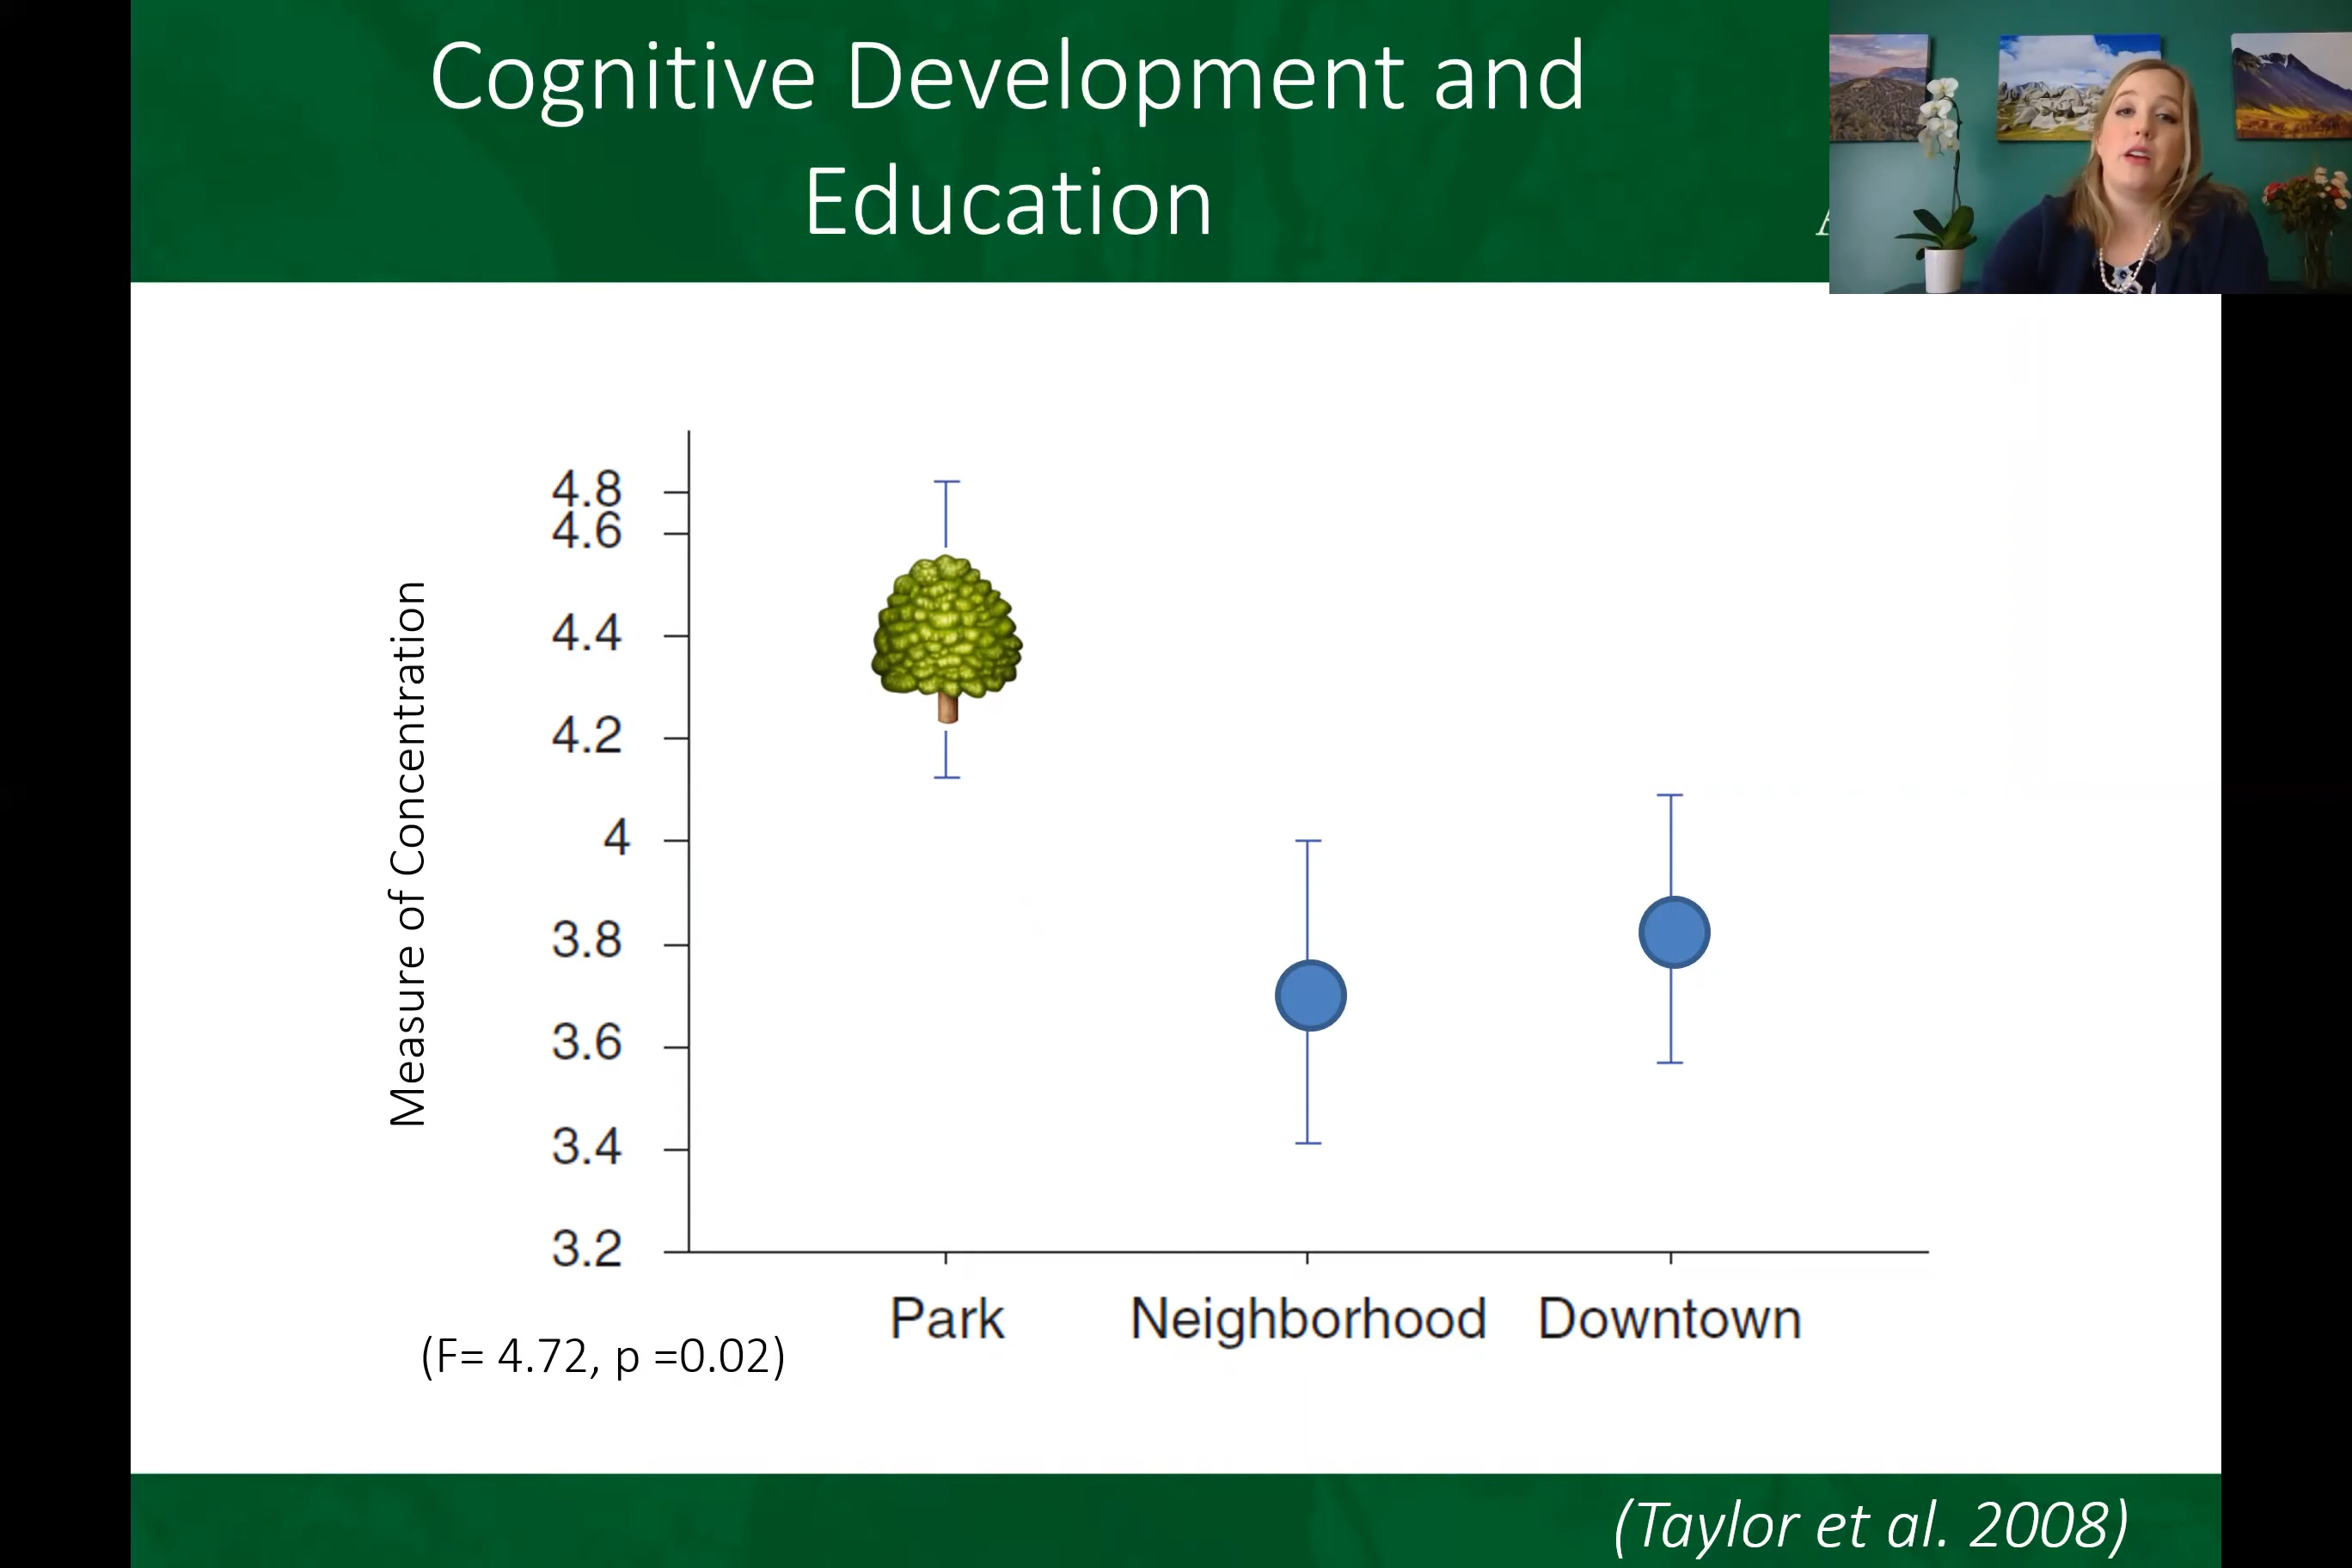 Cognitive Development and
Education
A
Measure of Concentration
4.8
4.6
4.4
4.2
4
3.8
3.6
3.4
3.2
Park Neighborhood Downtown
(F= 4.72, p =0.02)
(Taylor et al. 2008)